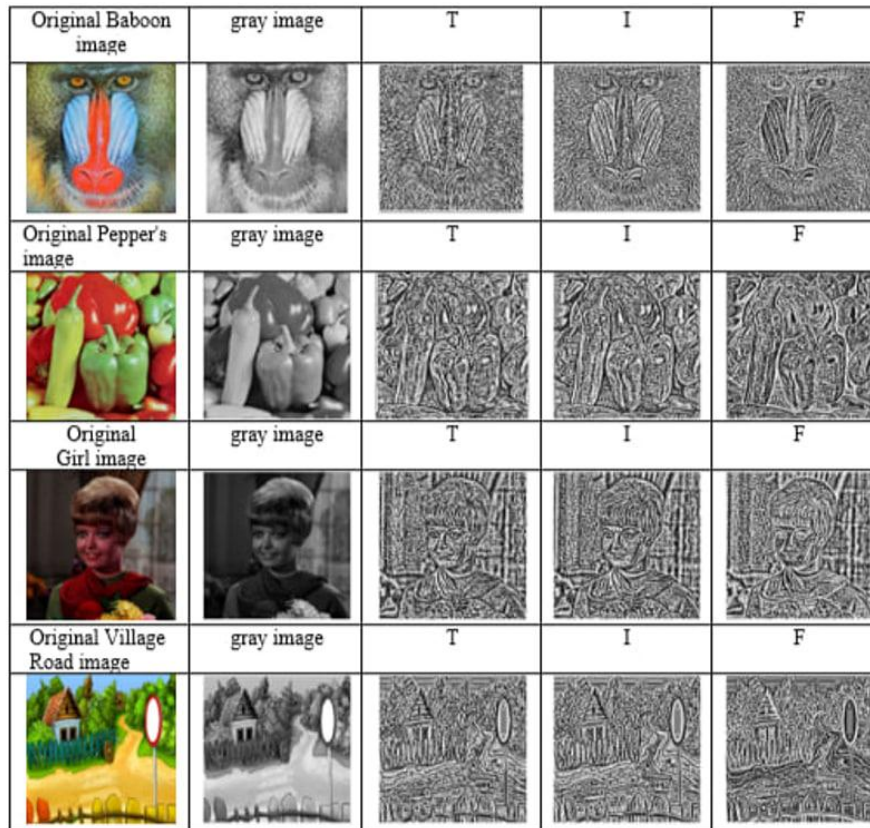 Original Baboon
image
gray image
T
I
F
Original Pepper's
image
gray image
T
I
F
Original
Girl image
gray image
T
I
F
Original Village
Road image
gray image
T
I
F